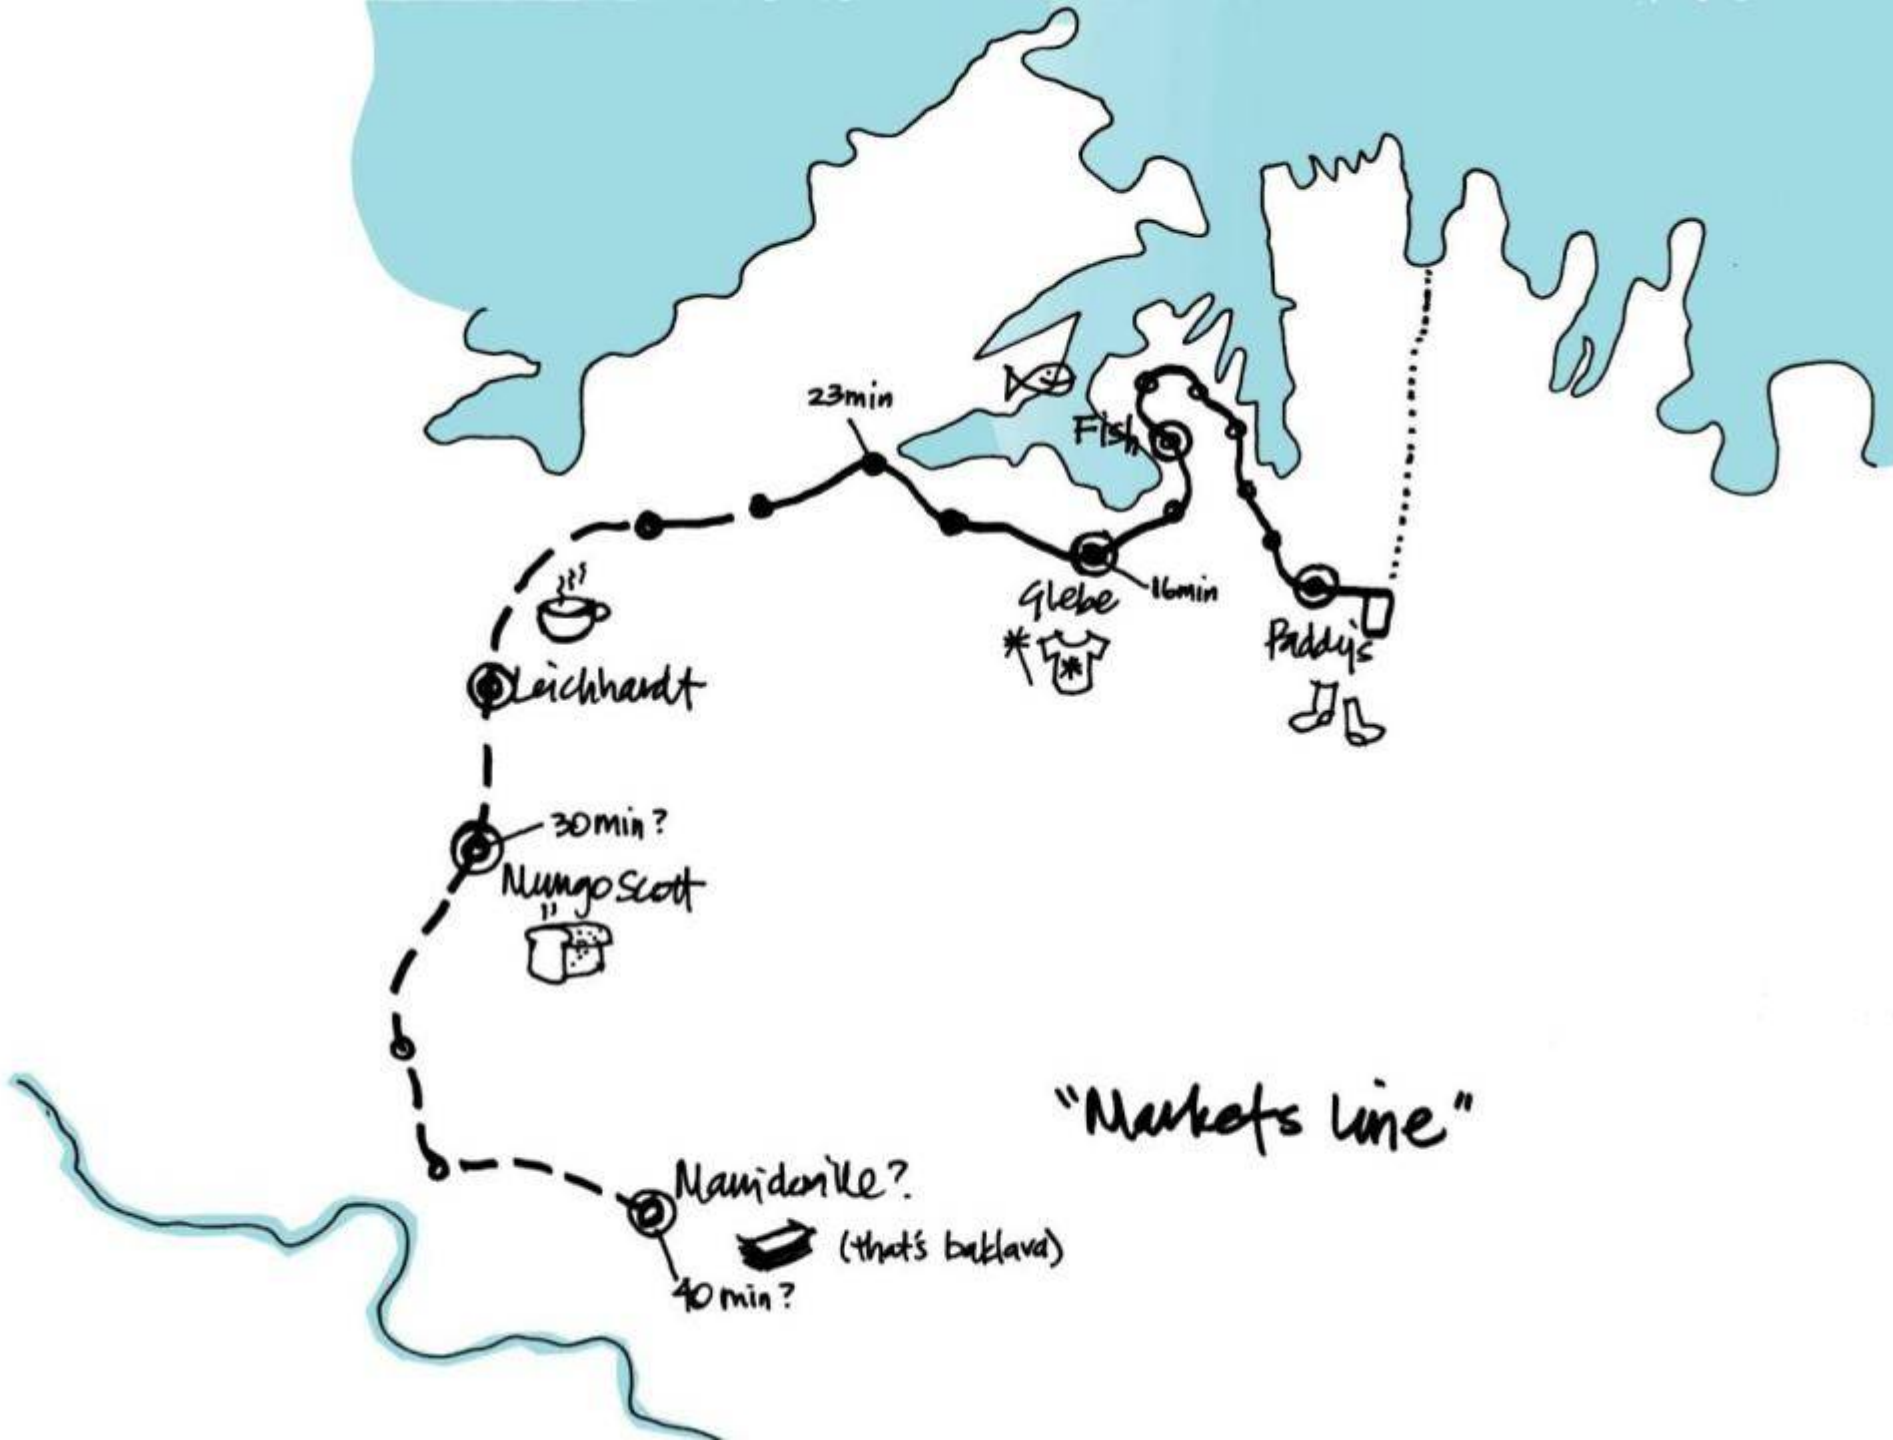 23min
Fish
Glebe
16min
Paddy's
Leichhardt
30min?
Mungo Scott
"Markets Line"
Marrickville?
(that's baklava)
40min?